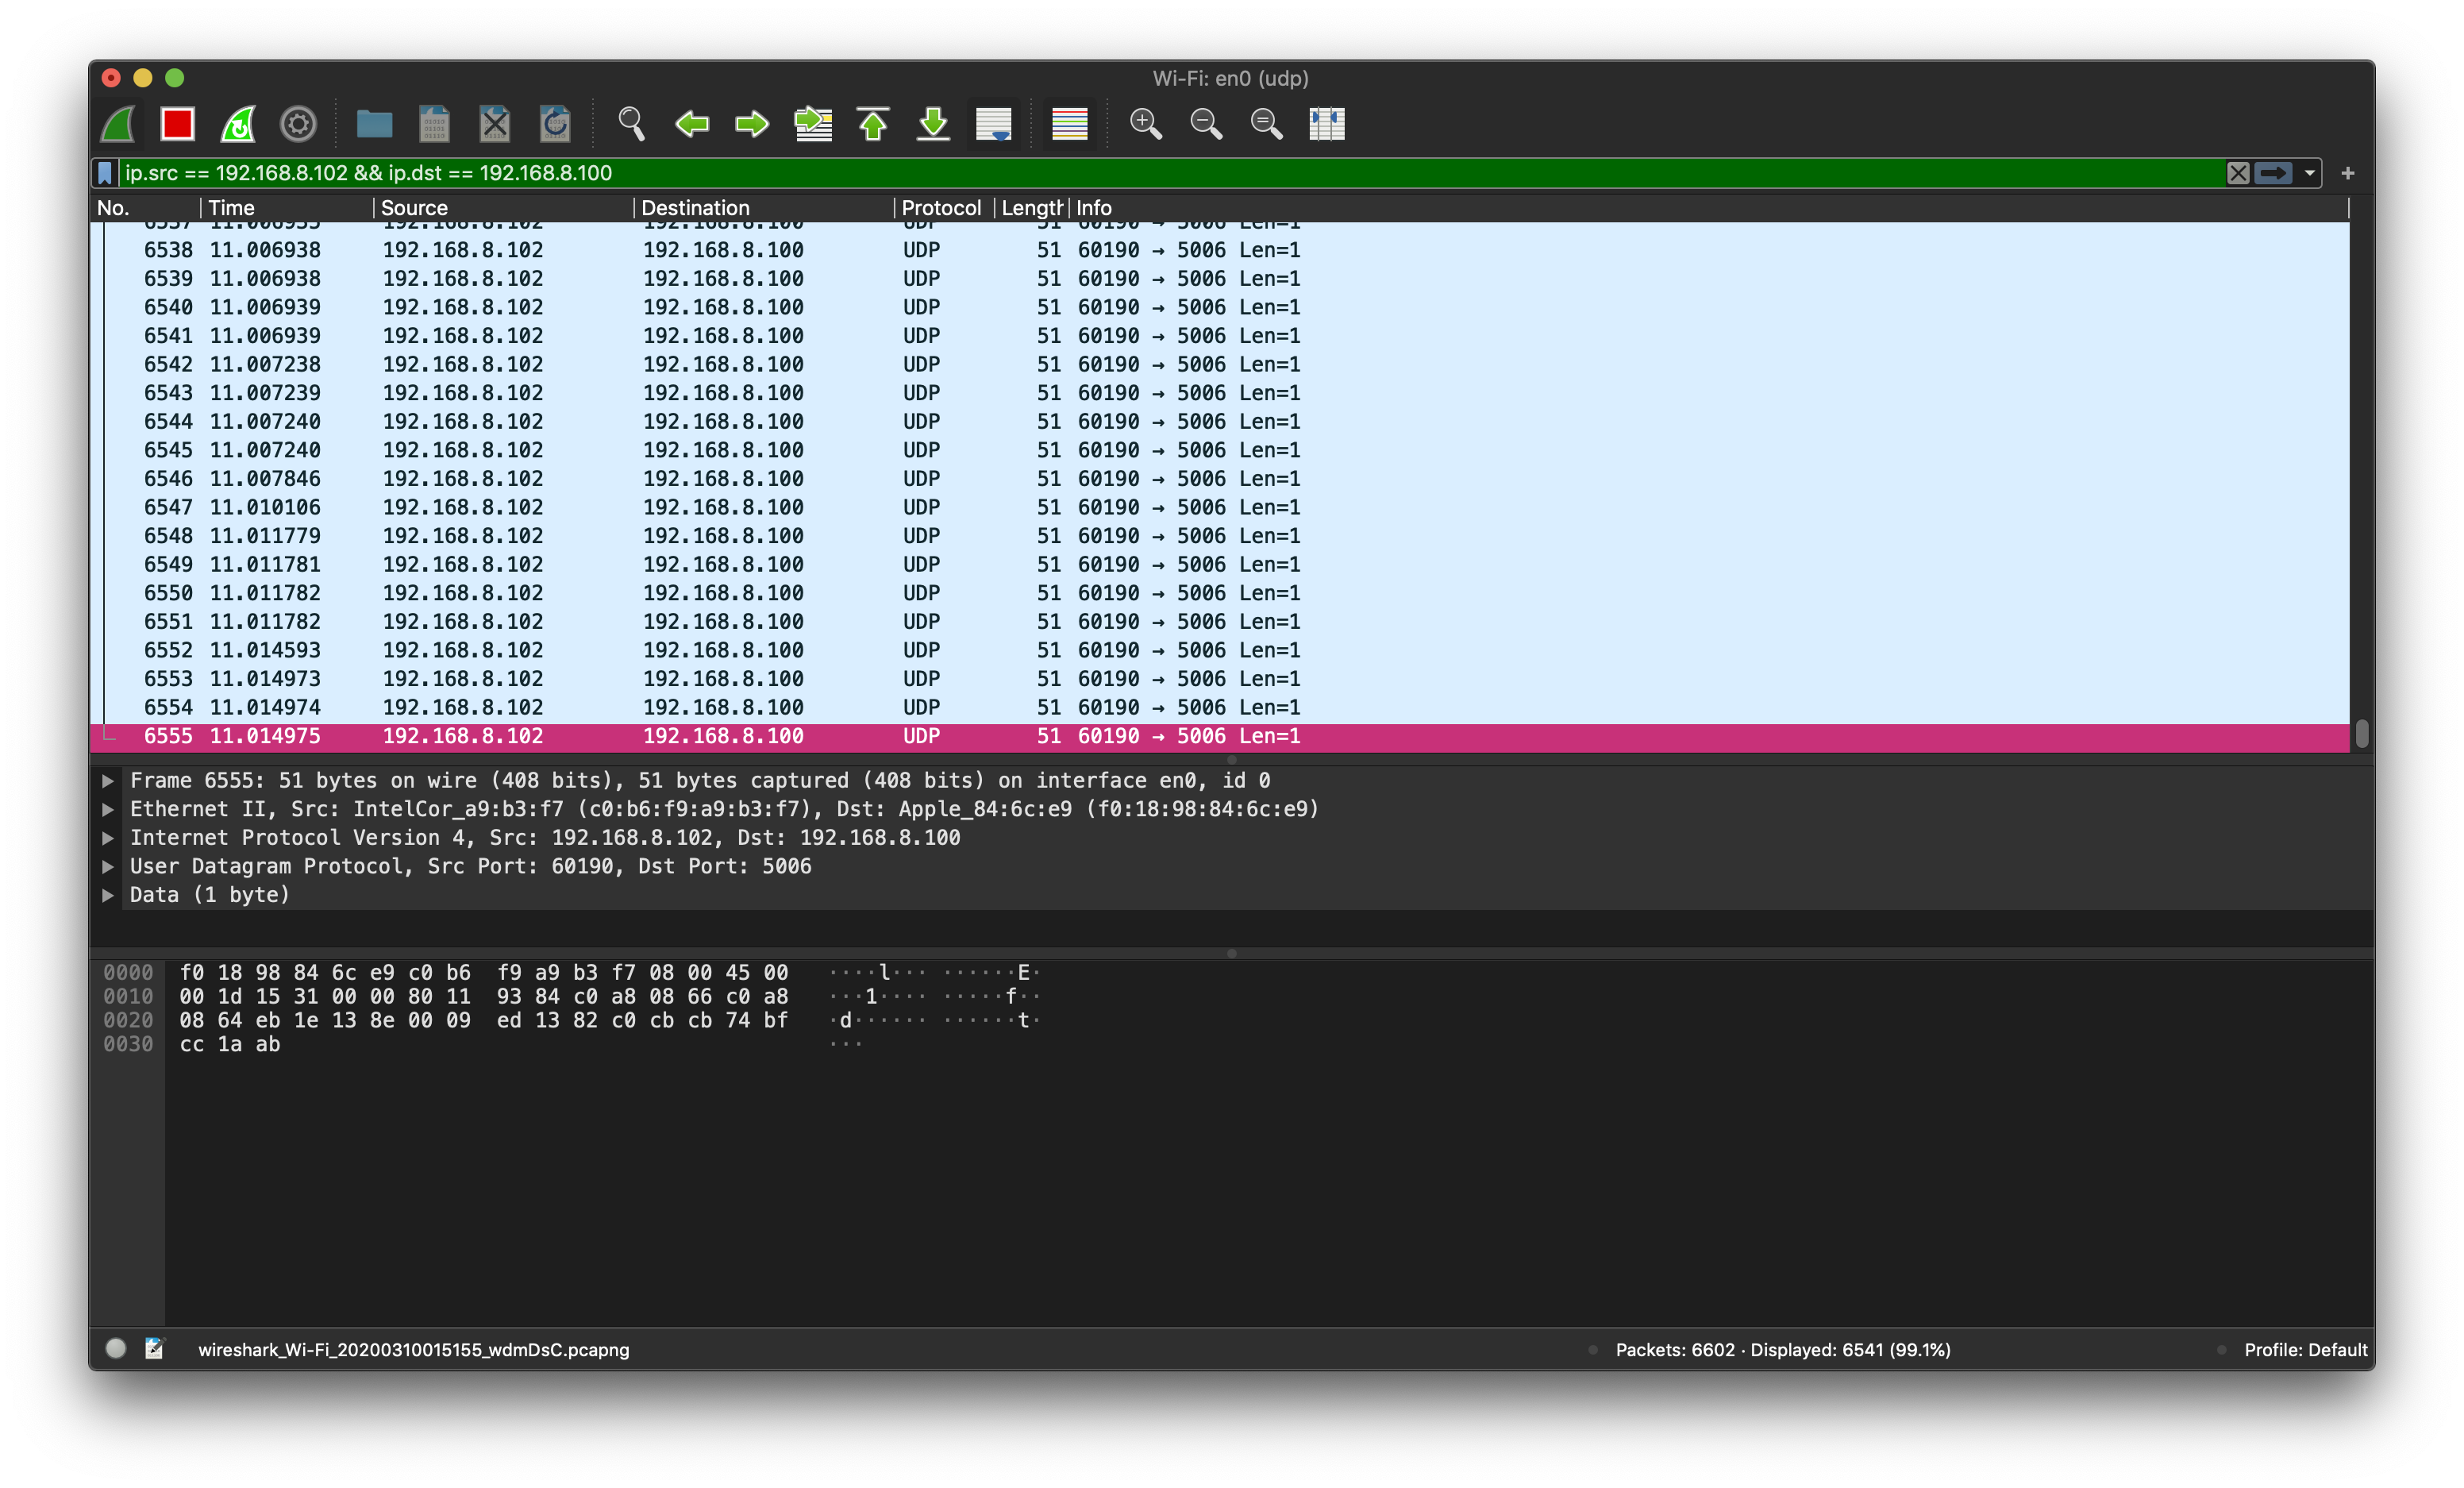 Wi-Fi: en0 (udp)
ip.src == 192.168.8.102 && ip.dst == 192.168.8.100
No. Time Source Destination Protocol Length Info
6537 11.006935 192.168.8.102 192.168.8.100 UDP 51 60190 → 5006 Len=1
6538 11.006938 192.168.8.102 192.168.8.100 UDP 51 60190 → 5006 Len=1
6539 11.006938 192.168.8.102 192.168.8.100 UDP 51 60190 → 5006 Len=1
6540 11.006939 192.168.8.102 192.168.8.100 UDP 51 60190 → 5006 Len=1
6541 11.006939 192.168.8.102 192.168.8.100 UDP 51 60190 → 5006 Len=1
6542 11.007238 192.168.8.102 192.168.8.100 UDP 51 60190 → 5006 Len=1
6543 11.007239 192.168.8.102 192.168.8.100 UDP 51 60190 → 5006 Len=1
6544 11.007240 192.168.8.102 192.168.8.100 UDP 51 60190 → 5006 Len=1
6545 11.007240 192.168.8.102 192.168.8.100 UDP 51 60190 → 5006 Len=1
6546 11.007846 192.168.8.102 192.168.8.100 UDP 51 60190 → 5006 Len=1
6547 11.010106 192.168.8.102 192.168.8.100 UDP 51 60190 → 5006 Len=1
6548 11.011779 192.168.8.102 192.168.8.100 UDP 51 60190 → 5006 Len=1
6549 11.011781 192.168.8.102 192.168.8.100 UDP 51 60190 → 5006 Len=1
6550 11.011782 192.168.8.102 192.168.8.100 UDP 51 60190 → 5006 Len=1
6551 11.011782 192.168.8.102 192.168.8.100 UDP 51 60190 → 5006 Len=1
6552 11.014593 192.168.8.102 192.168.8.100 UDP 51 60190 → 5006 Len=1
6553 11.014973 192.168.8.102 192.168.8.100 UDP 51 60190 → 5006 Len=1
6554 11.014974 192.168.8.102 192.168.8.100 UDP 51 60190 → 5006 Len=1
6555 11.014975 192.168.8.102 192.168.8.100 UDP 51 60190 → 5006 Len=1
Frame 6555: 51 bytes on wire (408 bits), 51 bytes captured (408 bits) on interface en0, id 0
Ethernet II, Src: IntelCor_a9:b3:f7 (c0:b6:f9:a9:b3:f7), Dst: Apple_84:6c:e9 (f0:18:98:84:6c:e9)
Internet Protocol Version 4, Src: 192.168.8.102, Dst: 192.168.8.100
User Datagram Protocol, Src Port: 60190, Dst Port: 5006
Data (1 byte)
0000 f0 18 98 84 6c e9 c0 b6 f9 a9 b3 f7 08 00 45 00 ····l··· ······E·
0010 00 1d 15 31 00 00 80 11 93 84 c0 a8 08 66 c0 a8 ···1···· ·····f··
0020 08 64 eb 1e 13 8e 00 09 ed 13 82 c0 cb cb 74 bf ·d······ ······t·
0030 cc 1a ab ···
wireshark_Wi-Fi_20200310015155_wdmDsC.pcapng
Packets: 6602 · Displayed: 6541 (99.1%)
Profile: Default